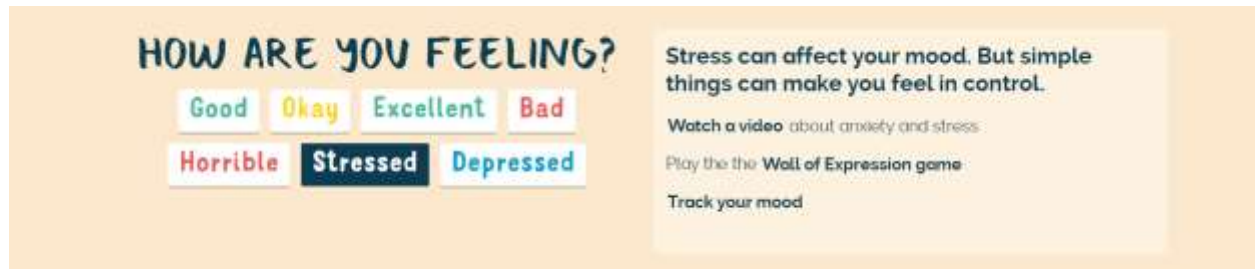 HOW ARE YOU FEELING?
Good Okay Excellent Bad
Horrible Stressed Depressed
Stress can affect your mood. But simple
things can make you feel in control.
Watch a video about anxiety and stress
Play the the Wall of Expression game
Track your mood